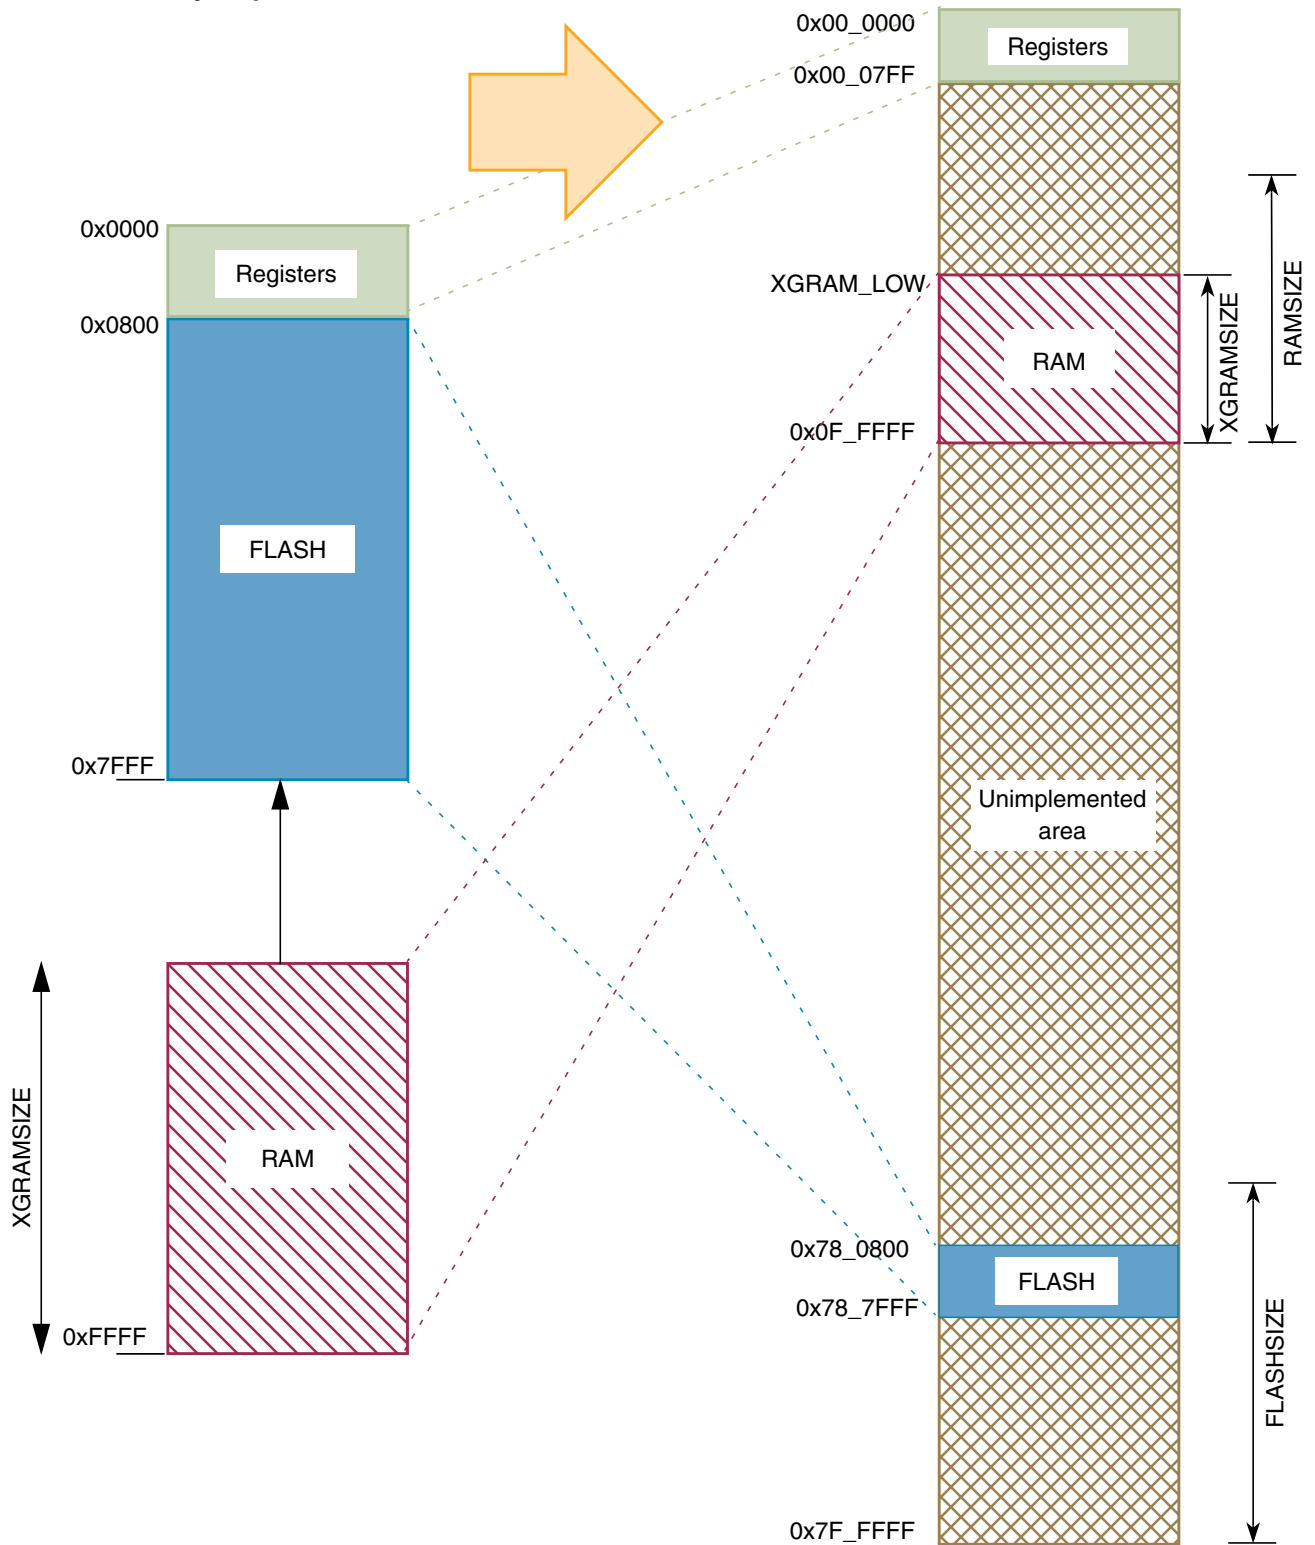 0x00_0000
Registers
0x00_07FF
0x0000
Registers
0x0800
XGRAM_LOW
RAM
XGRAMSIZE
RAMSIZE
0x0F_FFFF
FLASH
0x7FFF
Unimplemented
area
XGRAMSIZE
RAM
0xFFFF
0x78_0800
FLASH
0x78_7FFF
FLASHSIZE
0x7F_FFFF